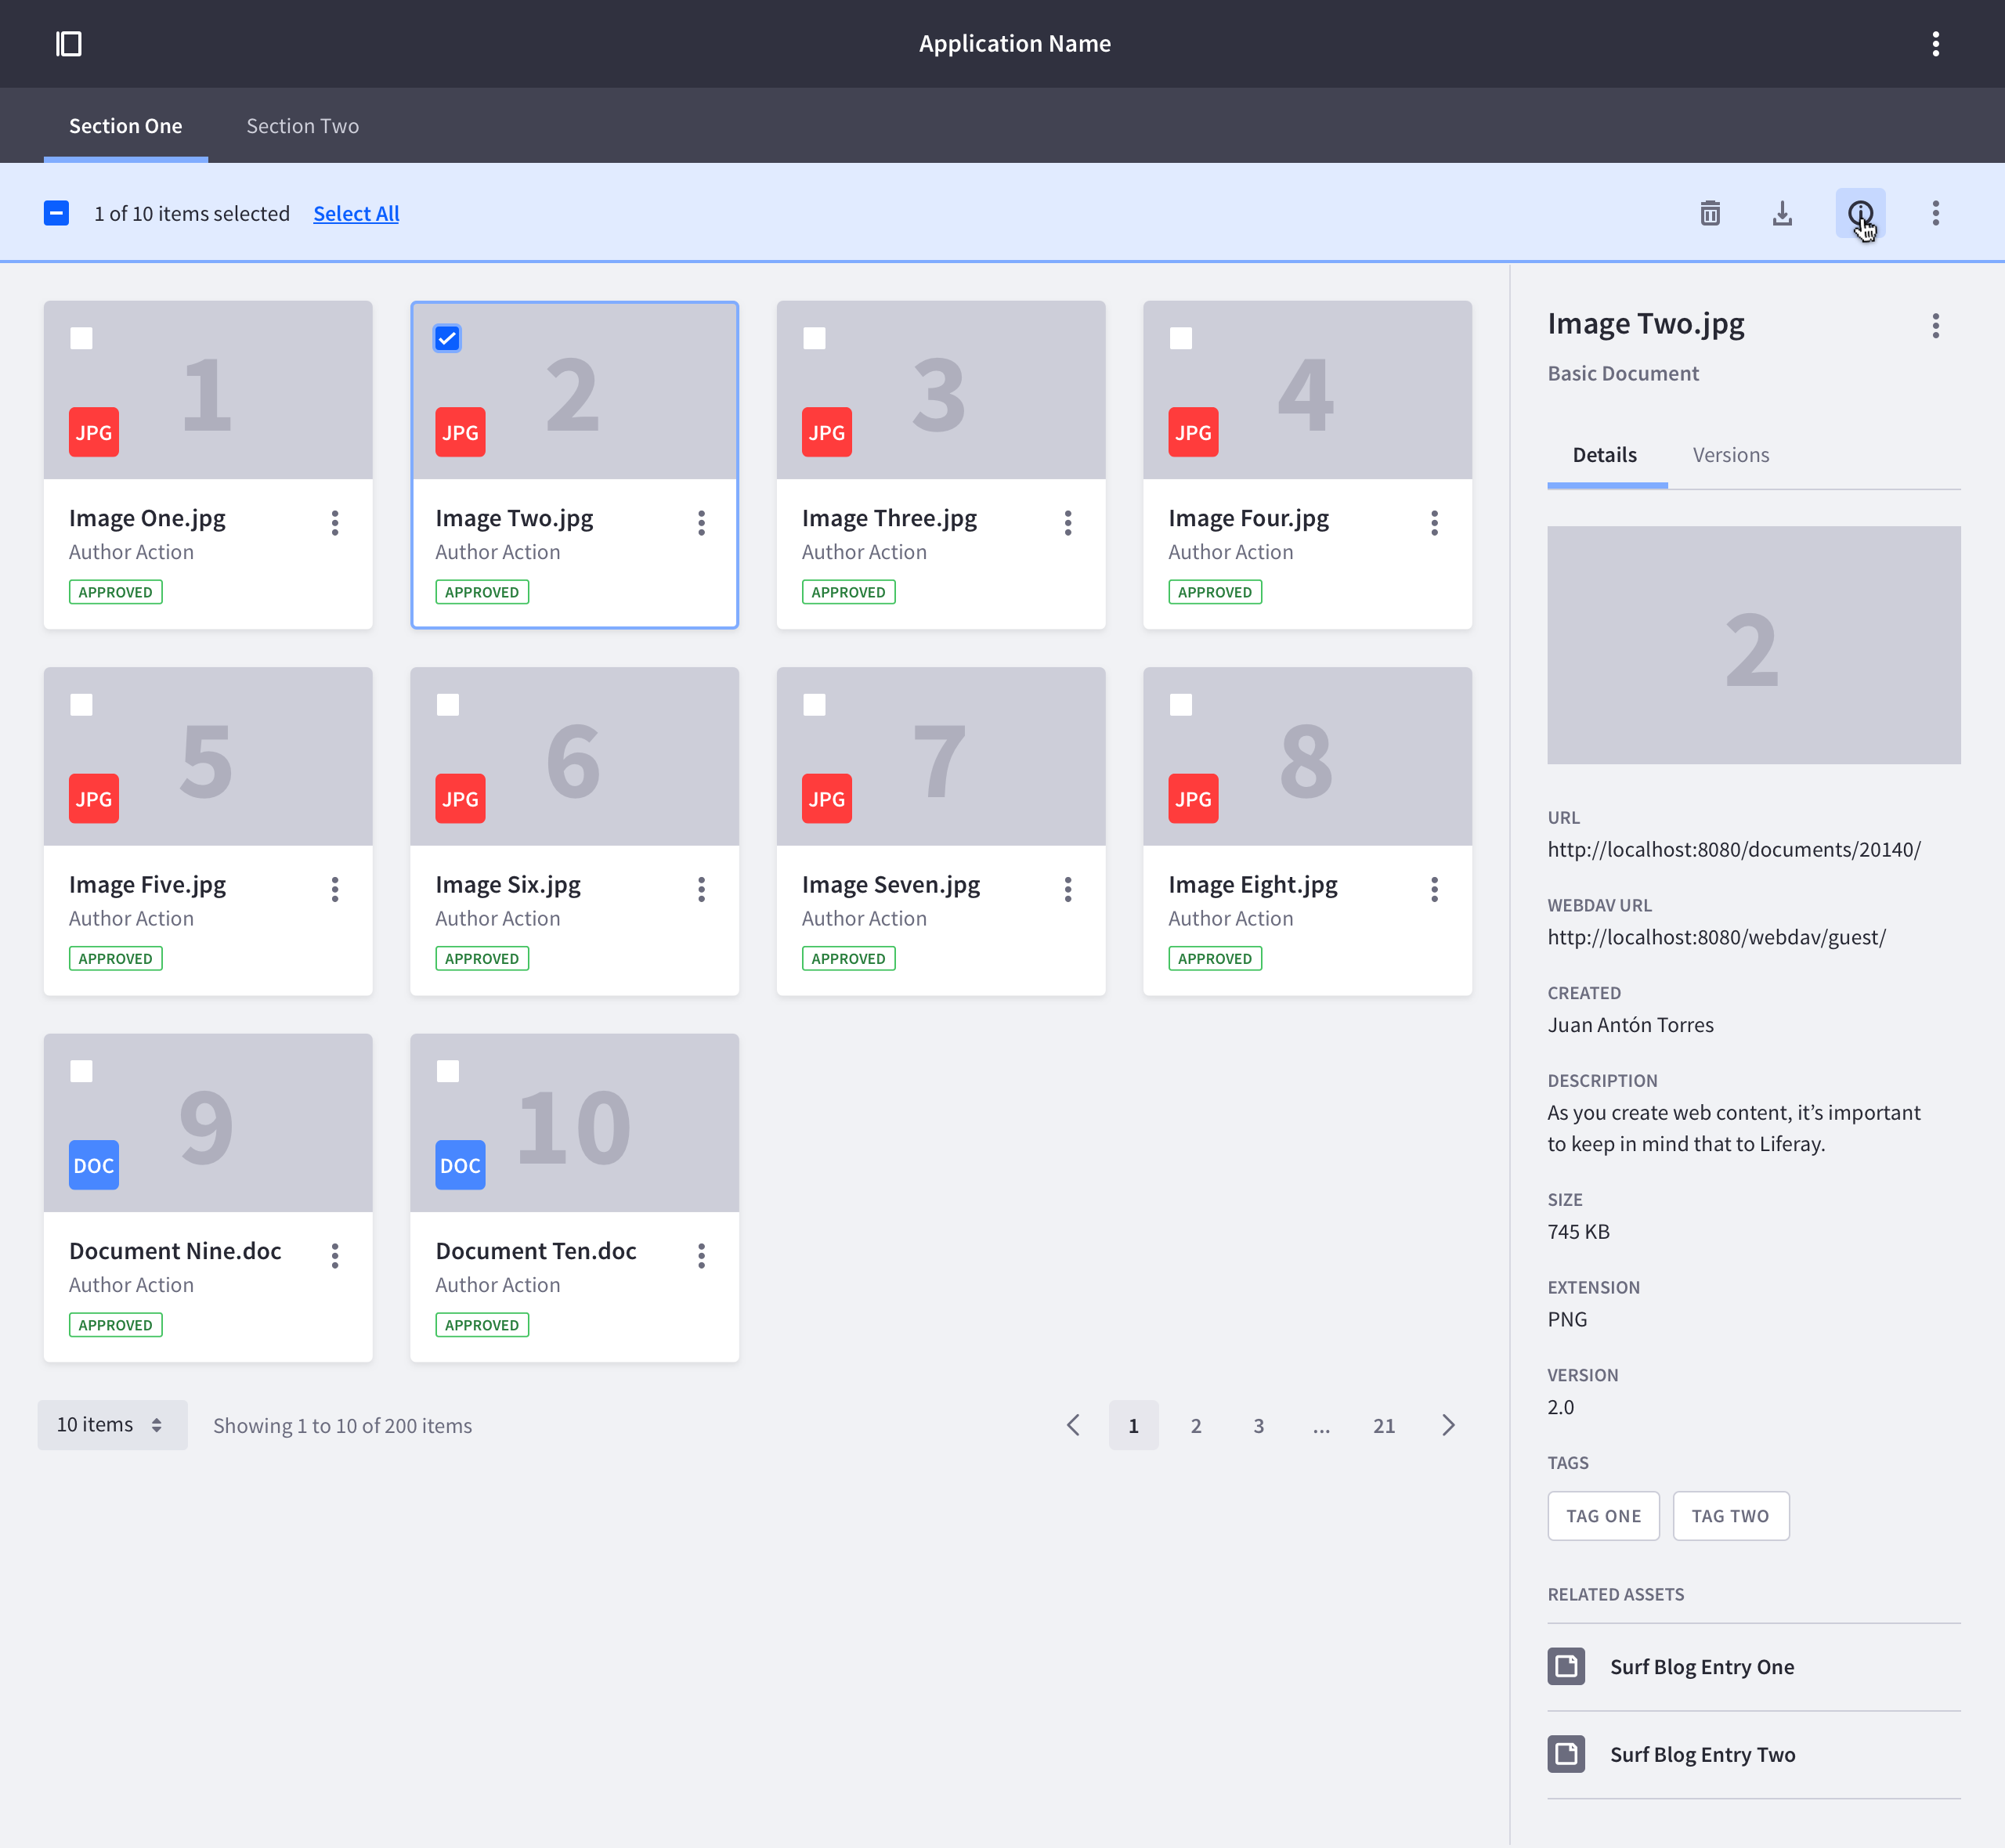 Application Name
Section One
Section Two
1 of 10 items selected Select All
1
JPG
Image One.jpg
Author Action
APPROVED
2
JPG
Image Two.jpg
Author Action
APPROVED
3
JPG
Image Three.jpg
Author Action
APPROVED
4
JPG
Image Four.jpg
Author Action
APPROVED
5
JPG
Image Five.jpg
Author Action
APPROVED
6
JPG
Image Six.jpg
Author Action
APPROVED
7
JPG
Image Seven.jpg
Author Action
APPROVED
8
JPG
Image Eight.jpg
Author Action
APPROVED
9
DOC
Document Nine.doc
Author Action
APPROVED
10
DOC
Document Ten.doc
Author Action
APPROVED
10 items
Showing 1 to 10 of 200 items
1 2 3 ... 21
Image Two.jpg
Basic Document
Details
Versions
2
URL
http://localhost:8080/documents/20140/
WEBDAV URL
http://localhost:8080/webdav/guest/
CREATED
Juan Antón Torres
DESCRIPTION
As you create web content, it’s important
to keep in mind that to Liferay.
SIZE
745 KB
EXTENSION
PNG
VERSION
2.0
TAGS
TAG ONE
TAG TWO
RELATED ASSETS
Surf Blog Entry One
Surf Blog Entry Two